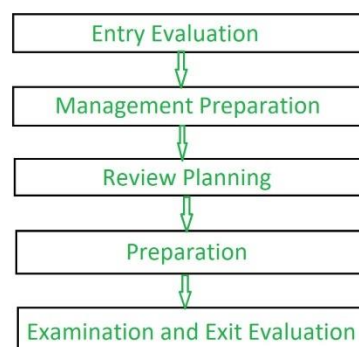 Entry Evaluation
Management Preparation
Review Planning
Preparation
Examination and Exit Evaluation